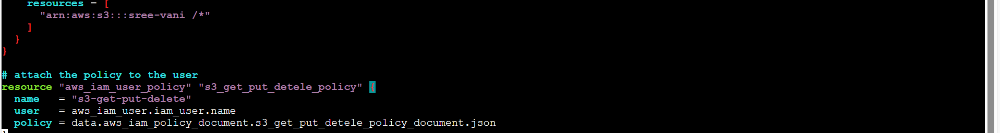 resources = [
"arn:aws:s3:::sree-vani /*"
]
}
}
# attach the policy to the user
resource "aws_iam_user_policy" "s3_get_put_detele_policy" {
name = "s3-get-put-delete"
user = aws_iam_user.iam_user.name
policy = data.aws_iam_policy_document.s3_get_put_detele_policy_document.json
}